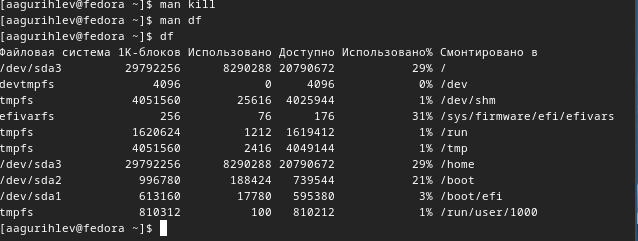 [aagurihlev@fedora ~]$ man kill
[aagurihlev@fedora ~]$ man df
[aagurihlev@fedora ~]$ df
Файловая система 1K-блоков Использовано Доступно Использовано% Смонтировано в
/dev/sda3 29792256 8290288 20790672 29% /
devtmpfs 4096 0 4096 0% /dev
tmpfs 4051560 25616 4025944 1% /dev/shm
efivarfs 256 76 176 31% /sys/firmware/efi/efivars
tmpfs 1620624 1212 1619412 1% /run
tmpfs 4051560 2416 4049144 1% /tmp
/dev/sda3 29792256 8290288 20790672 29% /home
/dev/sda2 996780 188424 739544 21% /boot
/dev/sda1 613160 17780 595380 3% /boot/efi
tmpfs 810312 100 810212 1% /run/user/1000
[aagurihlev@fedora ~]$